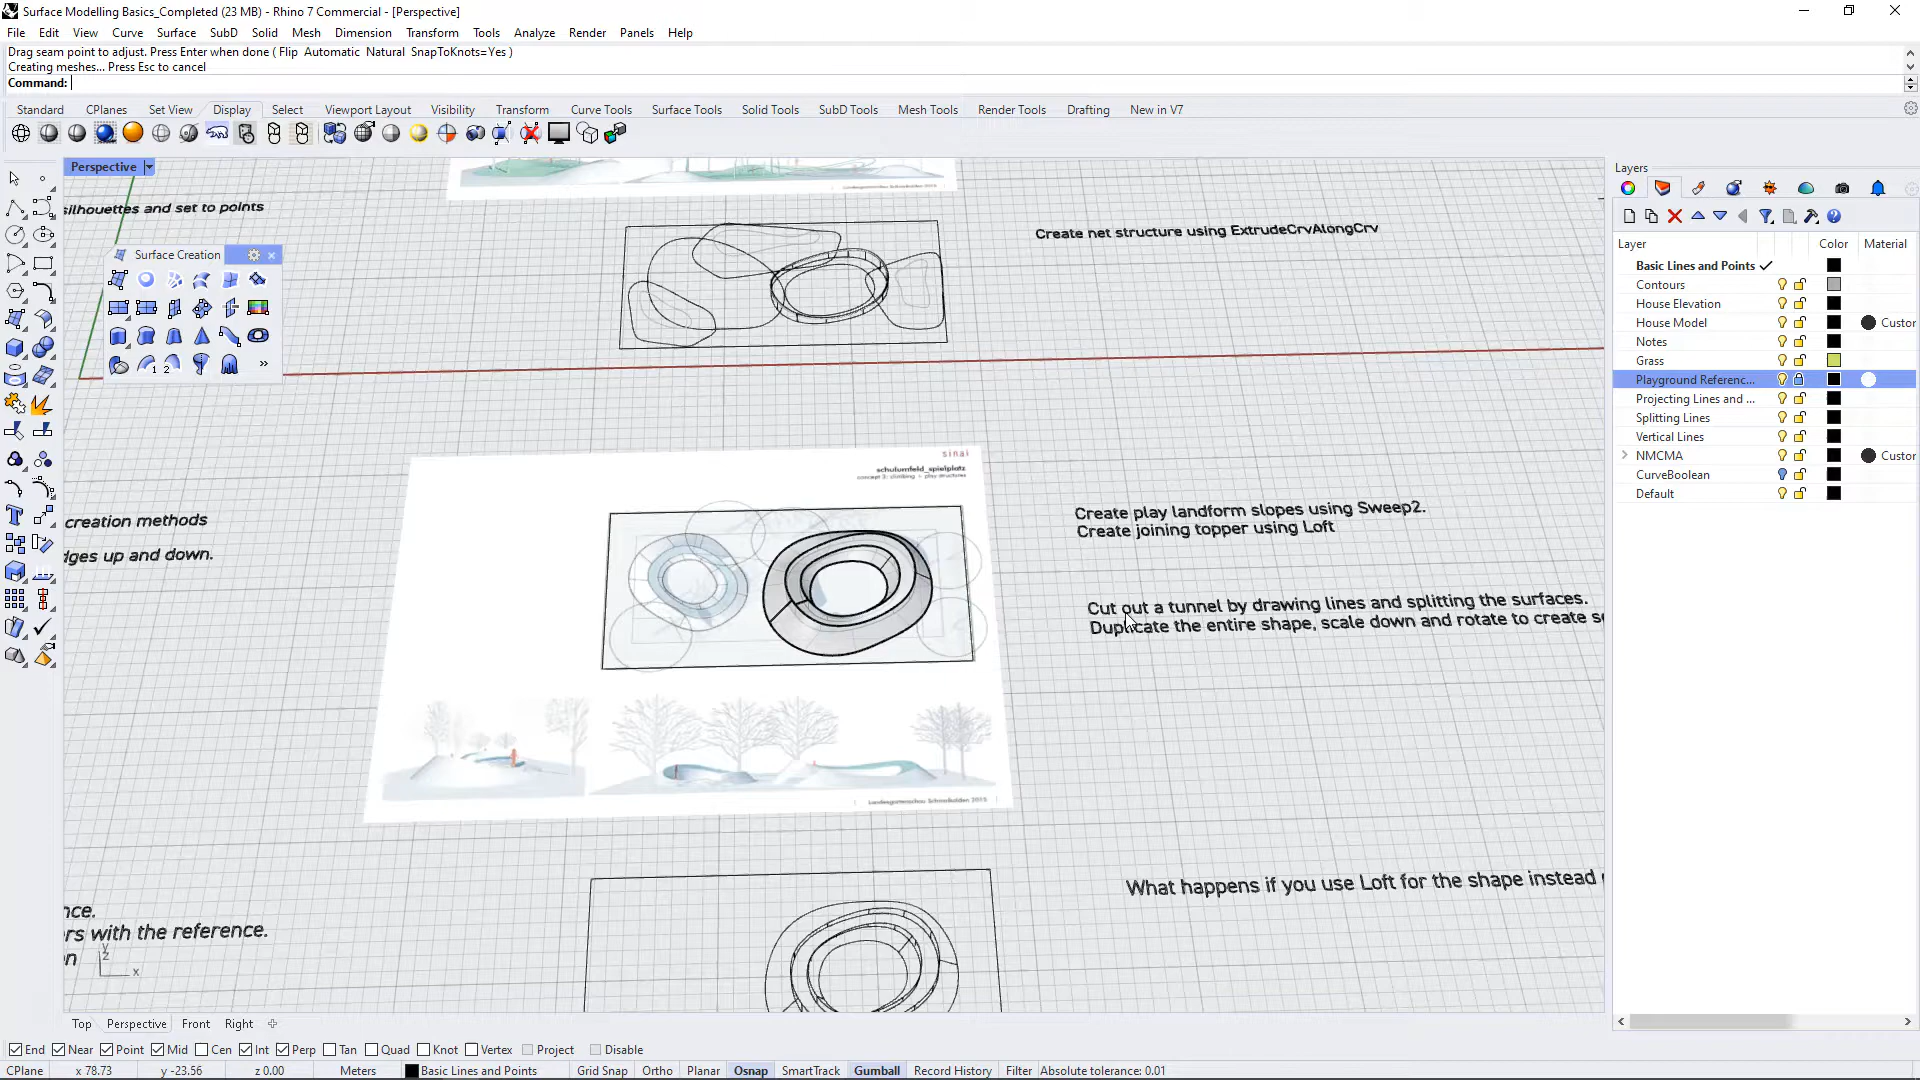 Surface Modelling Basics_Completed (23 MB) - Rhino 7 Commercial - [Perspective]
File Edit View Curve Surface SubD Solid Mesh Dimension Transform Tools Analyze Render Panels Help
Drag seam point to adjust. Press Enter when done ( Flip Automatic Natural SnapToKnots=Yes )
Creating meshes... Press Esc to cancel
Command:
Standard CPlanes Set View Display Select Viewport Layout Visibility Transform Curve Tools Surface Tools Solid Tools SubD Tools Mesh Tools Render Tools Drafting New in V7
Perspective
silhouettes and set to points
Surface Creation
1 2
Create net structure using ExtrudeCrvAlongCrv
sinai
schuturnfeld_spielplatz
Create play landform slopes using Sweep2.
Create joining topper using Loft
creation methods
dges up and down.
Cut out a tunnel by drawing lines and splitting the surfaces.
Duplicate the entire shape, scale down and rotate to create s
What happens if you use Loft for the shape instead
nce.
rs with the reference.
on
y
z
x
Layers
Layer Color Material
Basic Lines and Points
Contours
House Elevation
House Model Custo
Notes
Grass
Playground Referenc...
Projecting Lines and ...
Splitting Lines
Vertical Lines
NMCMA Custo
CurveBoolean
Default
Top Perspective Front Right
End Near Point Mid Cen Int Perp Tan Quad Knot Vertex Project Disable
CPlane x 78.73 y -23.56 z 0.00 Meters Basic Lines and Points Grid Snap Ortho Planar Osnap SmartTrack Gumball Record History Filter Absolute tolerance: 0.01